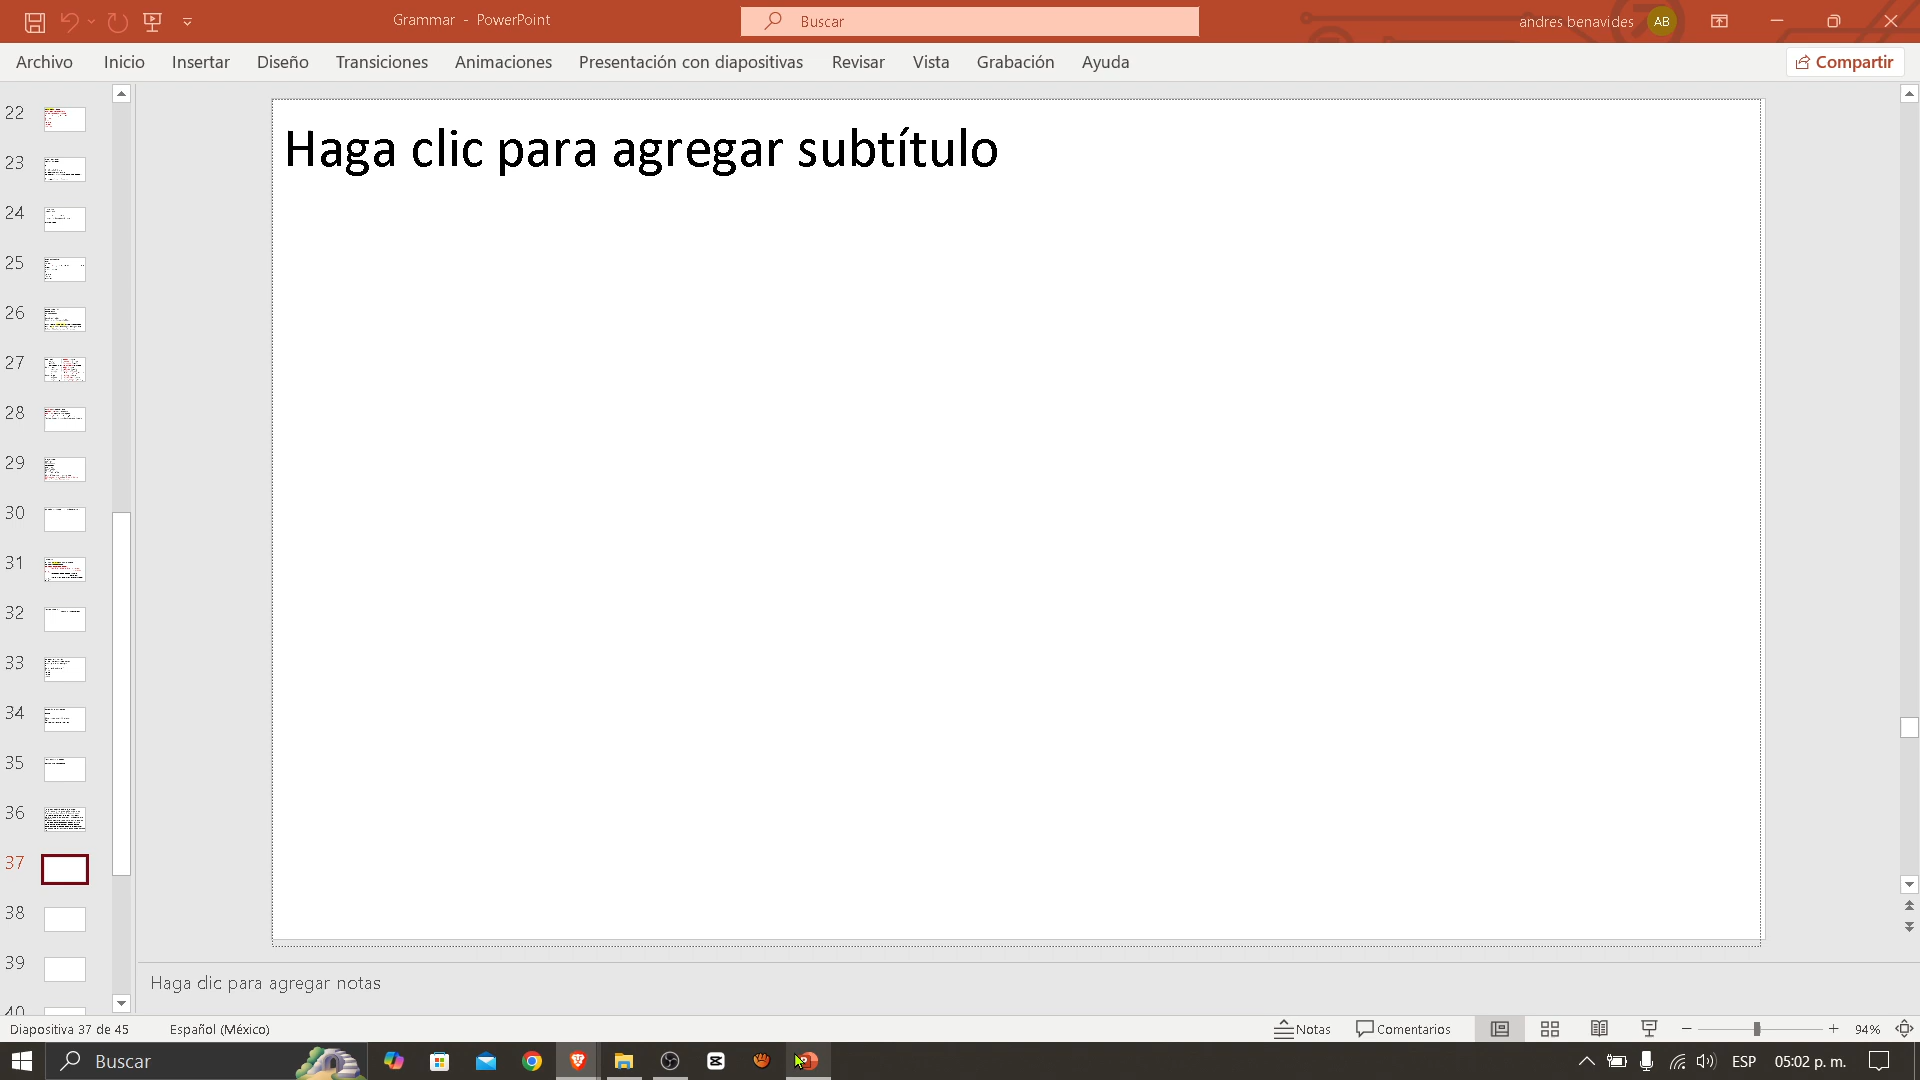 Grammar - PowerPoint
Buscar
andres benavides
AB
Archivo
Inicio
Insertar
Diseño
Transiciones
Animaciones
Presentación con diapositivas
Revisar
Vista
Grabación
Ayuda
Compartir
22
23
24
25
26
27
28
29
30
31
32
33
34
35
36
37
38
39
40
Haga clic para agregar subtítulo
Haga clic para agregar notas
Diapositiva 37 de 45
Español (México)
Notas
Comentarios
94%
Buscar
ESP
05:02 p. m.